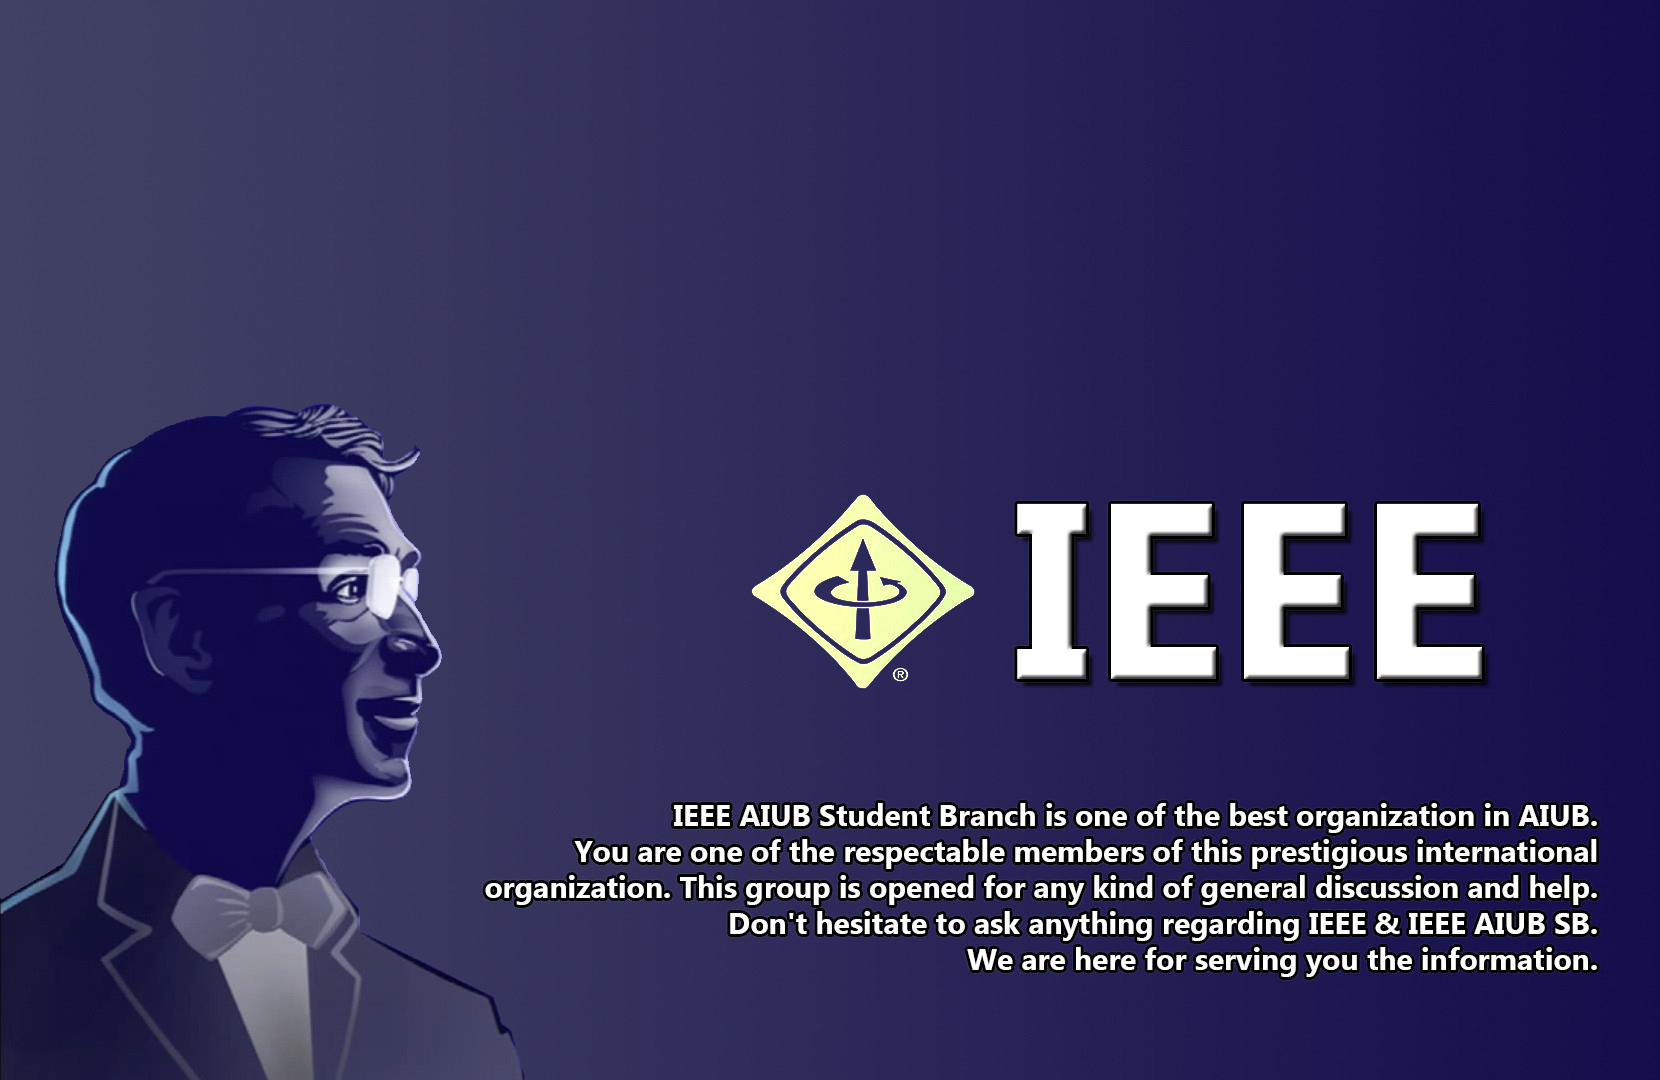 IEEE
®
IEEE AIUB Student Branch is one of the best organization in AIUB.
You are one of the respectable members of this prestigious international
organization. This group is opened for any kind of general discussion and help.
Don't hesitate to ask anything regarding IEEE & IEEE AIUB SB.
We are here for serving you the information.